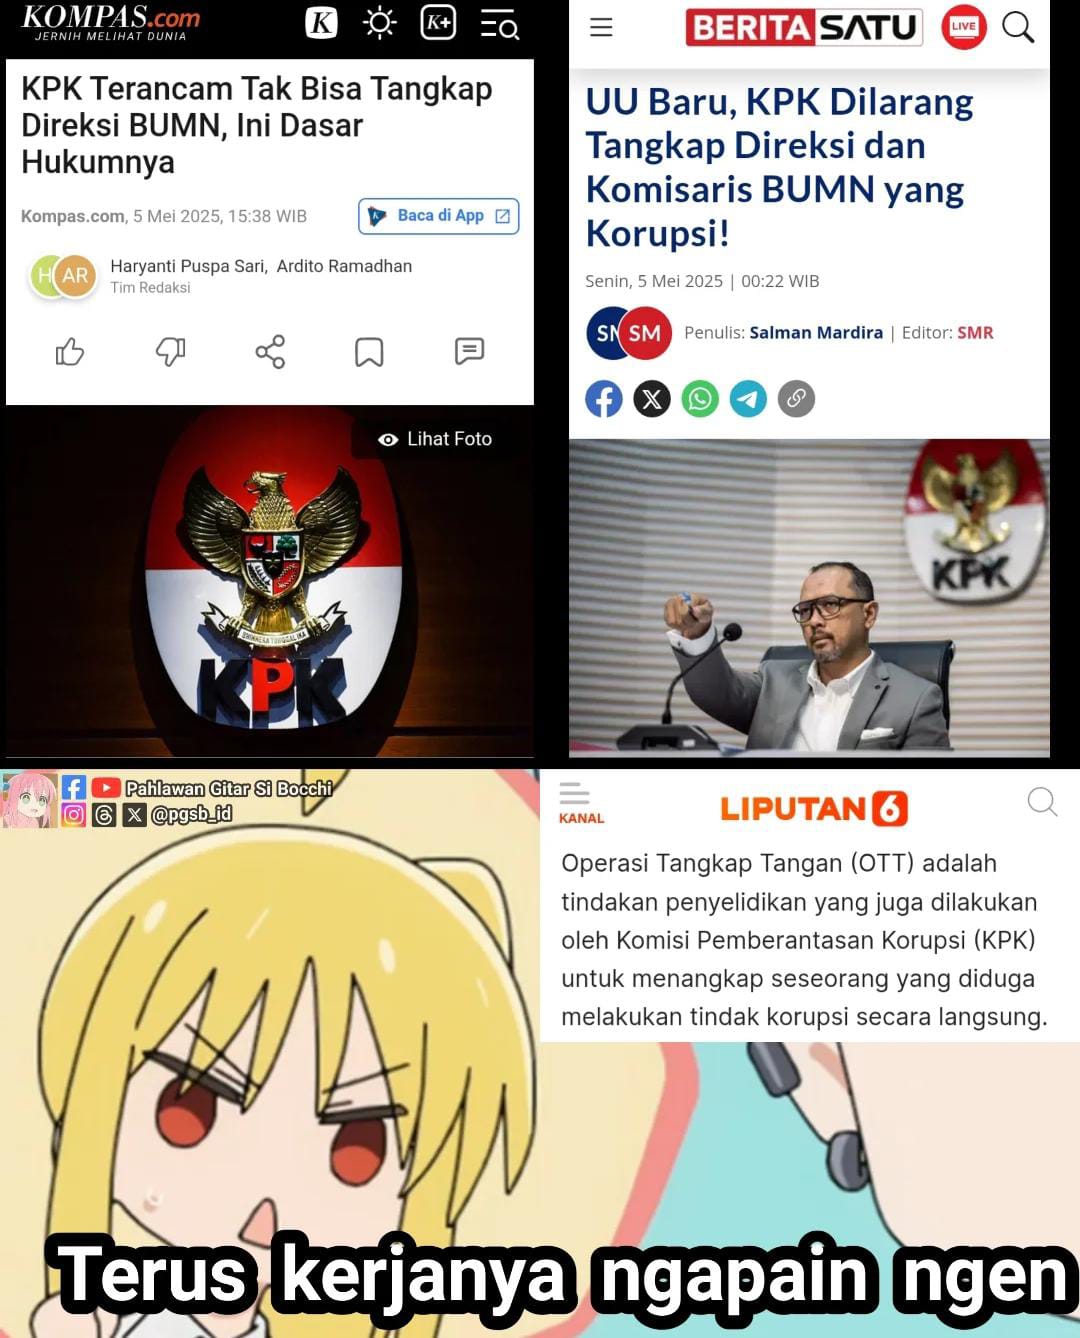 KOMPAS.com
JERNIH MELIHAT DUNIA
K
K+
KPK Terancam Tak Bisa Tangkap
Direksi BUMN, Ini Dasar
Hukumnya
Kompas.com, 5 Mei 2025, 15:38 WIB
Baca di App
H AR
Haryanti Puspa Sari, Ardito Ramadhan
Tim Redaksi
Lihat Foto
BHINNEKA TUNGGAL IKA
KPK
BERITA SATU
LIVE
UU Baru, KPK Dilarang
Tangkap Direksi dan
Komisaris BUMN yang
Korupsi!
Senin, 5 Mei 2025 | 00:22 WIB
SM
Penulis: Salman Mardira | Editor: SMR
KPK
Pahlawan Gitar Si Bocchi
@pgsb_id
KANAL
LIPUTAN 6
Operasi Tangkap Tangan (OTT) adalah
tindakan penyelidikan yang juga dilakukan
oleh Komisi Pemberantasan Korupsi (KPK)
untuk menangkap seseorang yang diduga
melakukan tindak korupsi secara langsung.
Terus kerjanya ngapain ngen